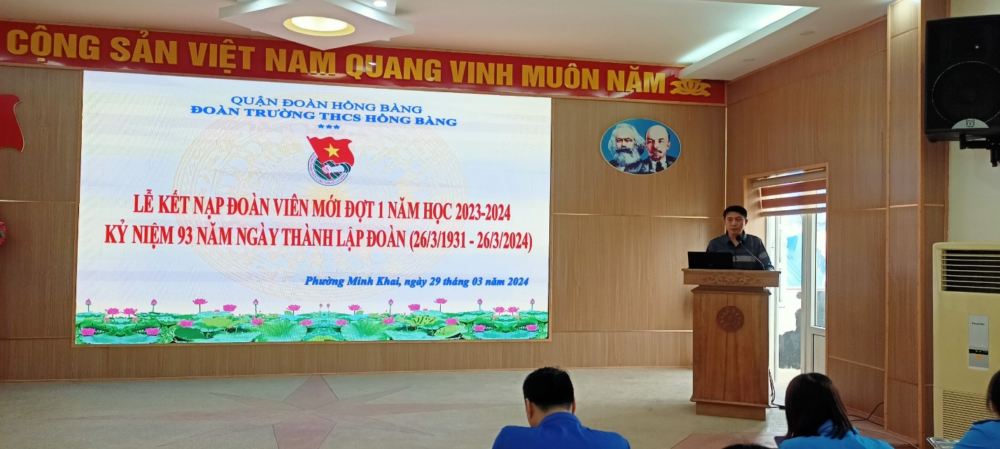 CỘNG SẢN VIỆT NAM QUANG VINH MUÔN NĂM
QUẬN ĐOÀN HỒNG BÀNG
ĐOÀN TRƯỜNG THCS HỒNG BÀNG
***
LỄ KẾT NẠP ĐOÀN VIÊN MỚI ĐỢT 1 NĂM HỌC 2023-2024
KỶ NIỆM 93 NĂM NGÀY THÀNH LẬP ĐOÀN (26/3/1931 - 26/3/2024)
Phường Minh Khai, ngày 29 tháng 03 năm 2024